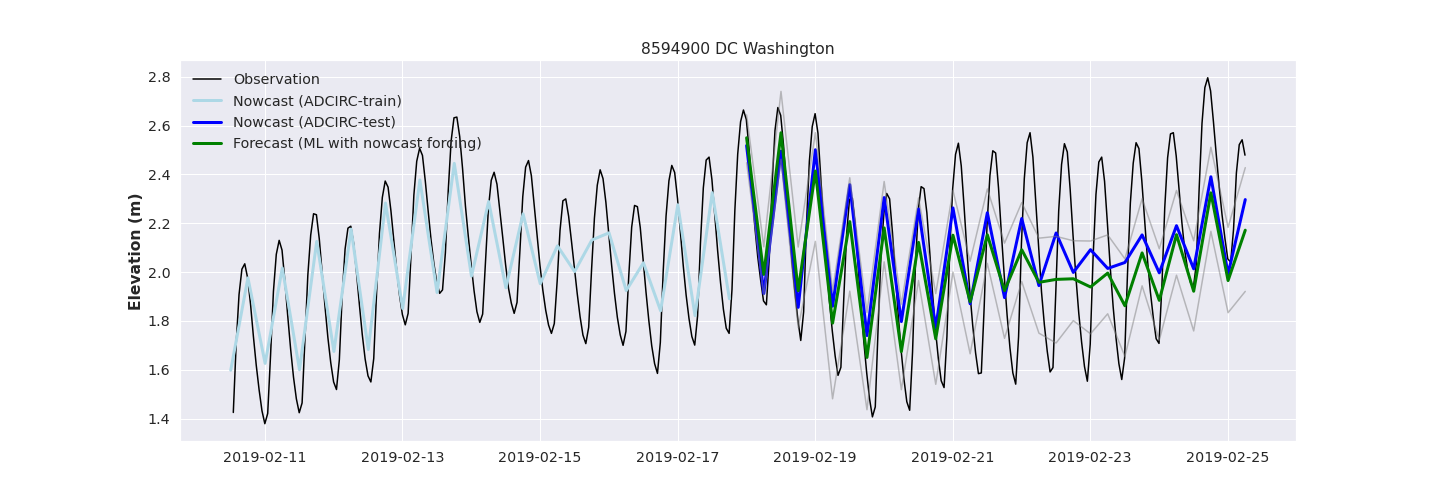 8594900 DC Washington
Observation
Nowcast (ADCIRC-train)
Nowcast (ADCIRC-test)
Forecast (ML with nowcast forcing)
Elevation (m)
2.8
2.6
2.4
2.2
2.0
1.8
1.6
1.4
2019-02-11 2019-02-13 2019-02-15 2019-02-17 2019-02-19 2019-02-21 2019-02-23 2019-02-25